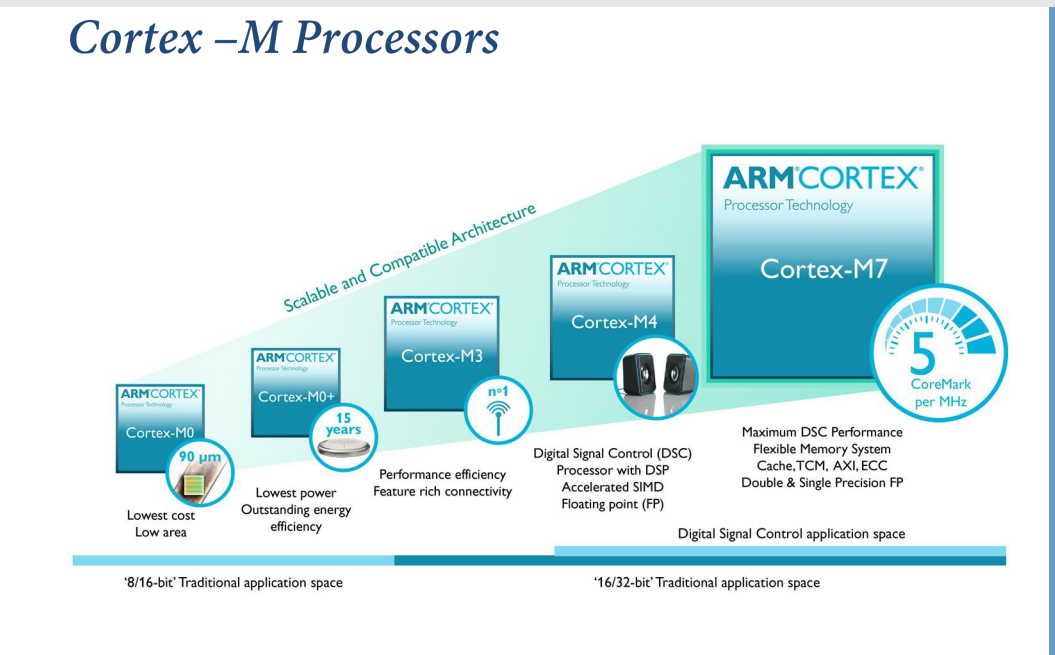 Cortex –M Processors
Scalable and Compatible Architecture
ARM®CORTEX®
Processor Technology
Cortex-M0
90 µm
Lowest cost
Low area
ARM®CORTEX®
Processor Technology
Cortex-M0+
15
years
Lowest power
Outstanding energy
efficiency
ARM®CORTEX®
Processor Technology
Cortex-M3
nº1
Performance efficiency
Feature rich connectivity
ARM®CORTEX®
Processor Technology
Cortex-M4
Digital Signal Control (DSC)
Processor with DSP
Accelerated SIMD
Floating point (FP)
ARM®CORTEX®
Processor Technology
Cortex-M7
5
CoreMark
per MHz
Maximum DSC Performance
Flexible Memory System
Cache, TCM, AXI, ECC
Double & Single Precision FP
Digital Signal Control application space
‘8/16-bit’ Traditional application space
‘16/32-bit’ Traditional application space